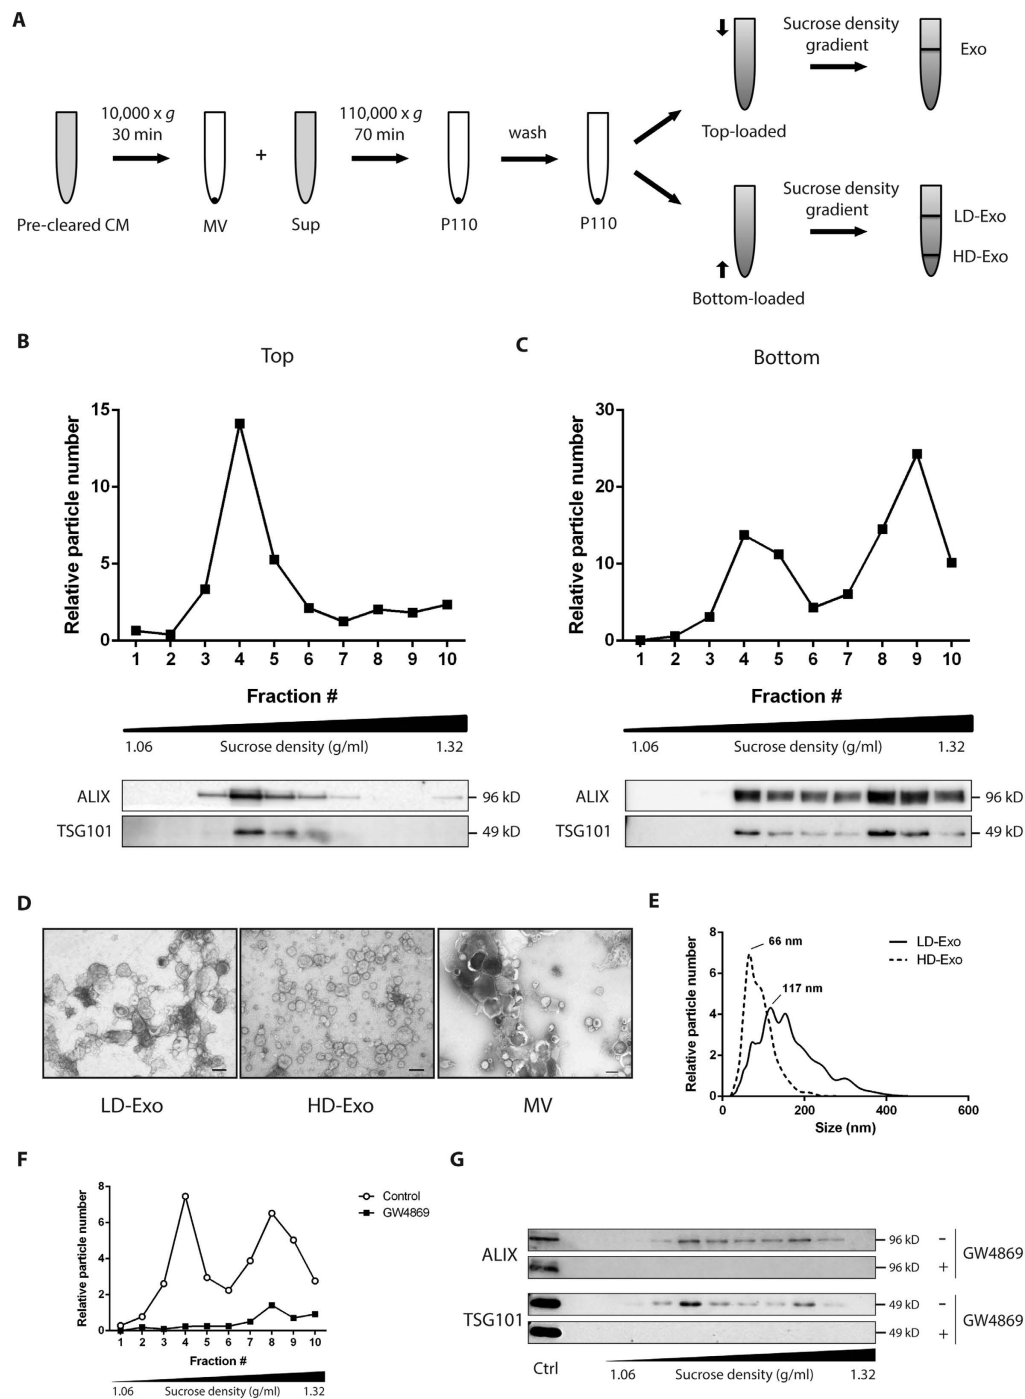 A
10,000 x g
30 min
110,000 x g
70 min
wash
+
Pre-cleared CM
MV
Sup
P110
P110
Top-loaded
Sucrose density
gradient
Exo
Bottom-loaded
Sucrose density
gradient
LD-Exo
HD-Exo
B
Top
Relative particle number
15
10
5
0
1 2 3 4 5 6 7 8 9 10
Fraction #
1.06 Sucrose density (g/ml) 1.32
ALIX 96 kD
TSG101 49 kD
C
Bottom
Relative particle number
30
20
10
0
1 2 3 4 5 6 7 8 9 10
Fraction #
1.06 Sucrose density (g/ml) 1.32
ALIX 96 kD
TSG101 49 kD
D
LD-Exo
HD-Exo
MV
E
Relative particle number
8
6
4
2
0
66 nm
117 nm
LD-Exo
HD-Exo
0 200 400 600
Size (nm)
F
Relative particle number
8
6
4
2
0
Control
GW4869
1 2 3 4 5 6 7 8 9 10
Fraction #
1.06 Sucrose density (g/ml) 1.32
G
ALIX
96 kD −
96 kD +
GW4869
TSG101
49 kD −
49 kD +
GW4869
Ctrl
1.06 Sucrose density (g/ml) 1.32